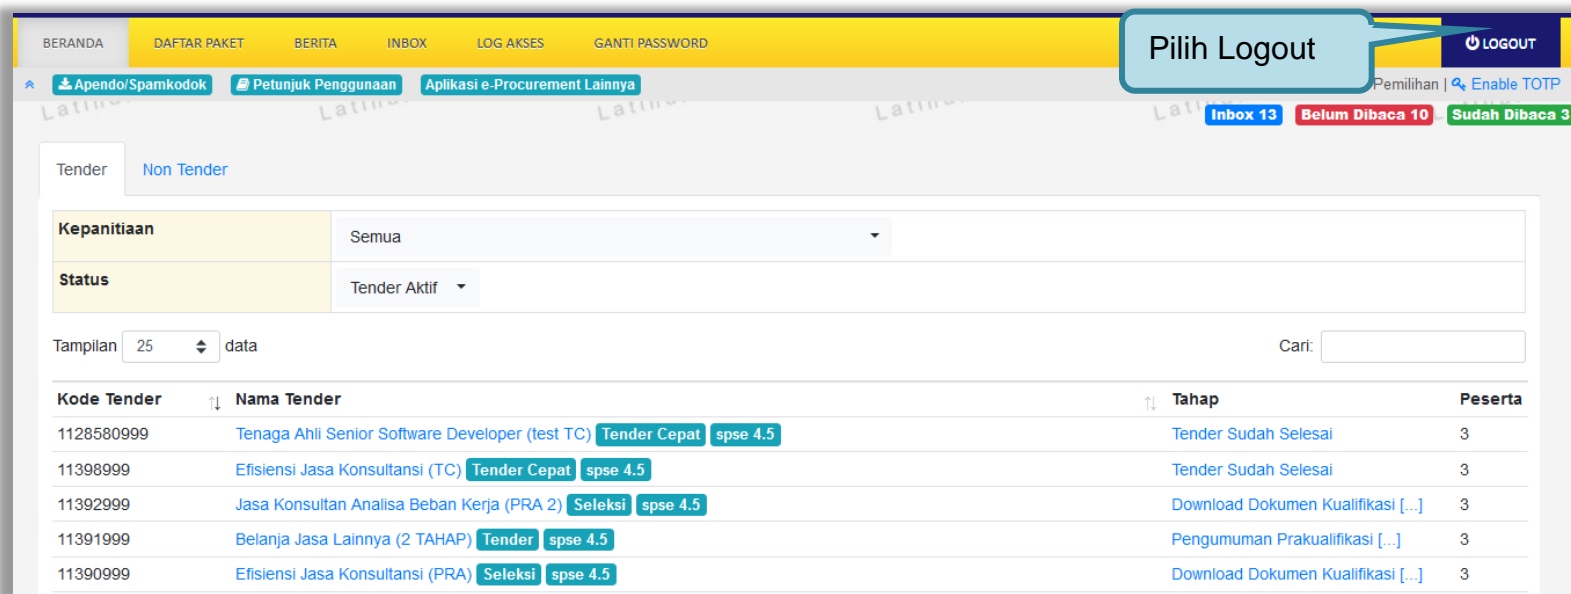 BERANDA DAFTAR PAKET BERITA INBOX LOG AKSES GANTI PASSWORD Pilih Logout LOGOUT
Apendo/Spamkodok Petunjuk Penggunaan Aplikasi e-Procurement Lainnya Pemilihan | Enable TOTP
Inbox 13 Belum Dibaca 10 Sudah Dibaca 3
Tender Non Tender
Kepanitiaan Semua
Status Tender Aktif
Tampilan 25 data Cari:
Kode Tender Nama Tender Tahap Peserta
1128580999 Tenaga Ahli Senior Software Developer (test TC) Tender Cepat spse 4.5 Tender Sudah Selesai 3
11398999 Efisiensi Jasa Konsultansi (TC) Tender Cepat spse 4.5 Tender Sudah Selesai 3
11392999 Jasa Konsultan Analisa Beban Kerja (PRA 2) Seleksi spse 4.5 Download Dokumen Kualifikasi [...] 3
11391999 Belanja Jasa Lainnya (2 TAHAP) Tender spse 4.5 Pengumuman Prakualifikasi [...] 3
11390999 Efisiensi Jasa Konsultansi (PRA) Seleksi spse 4.5 Download Dokumen Kualifikasi [...] 3